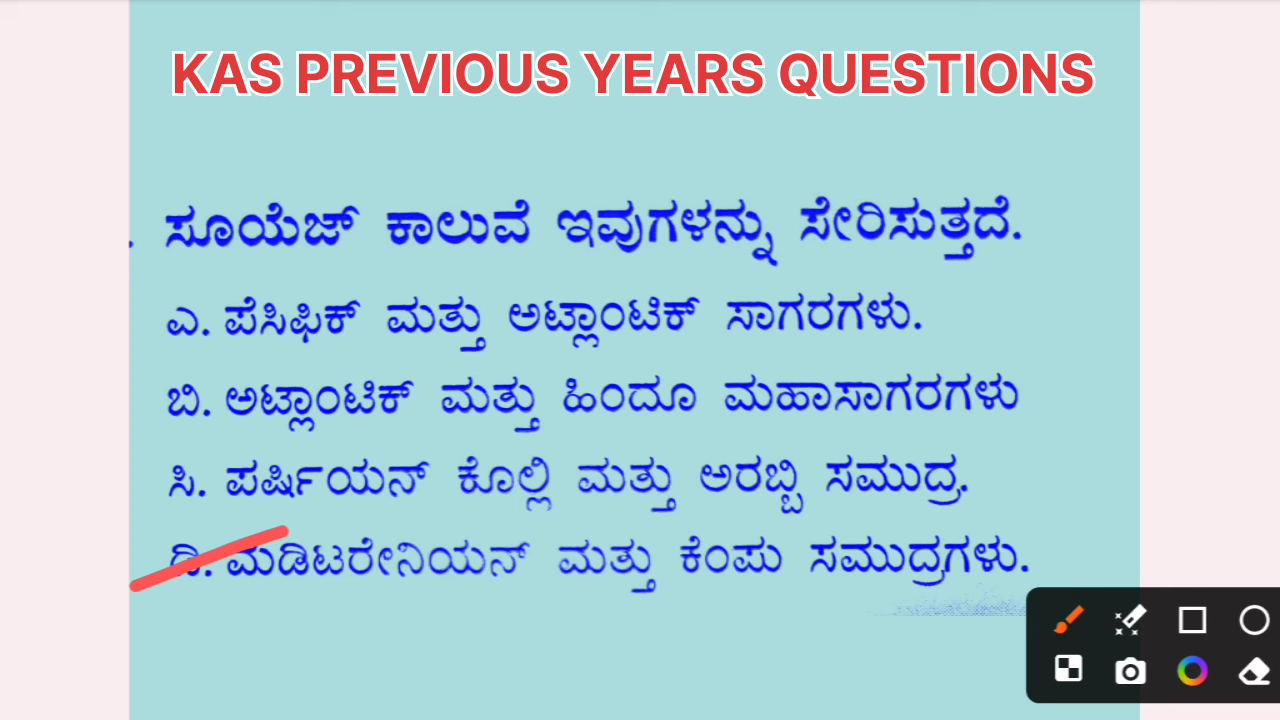 KAS PREVIOUS YEARS QUESTIONS
. ಸೂಯೆಜ್ ಕಾಲುವೆ ಇವುಗಳನ್ನು ಸೇರಿಸುತ್ತದೆ.
ಎ. ಪೆಸಿಫಿಕ್ ಮತ್ತು ಅಟ್ಲಾಂಟಿಕ್ ಸಾಗರಗಳು.
ಬಿ. ಅಟ್ಲಾಂಟಿಕ್ ಮತ್ತು ಹಿಂದೂ ಮಹಾಸಾಗರಗಳು
ಸಿ. ಪರ್ಷಿಯನ್ ಕೊಲ್ಲಿ ಮತ್ತು ಅರಬ್ಬಿ ಸಮುದ್ರ.
ಡಿ. ಮಡಿಟರೇನಿಯನ್ ಮತ್ತು ಕೆಂಪು ಸಮುದ್ರಗಳು.